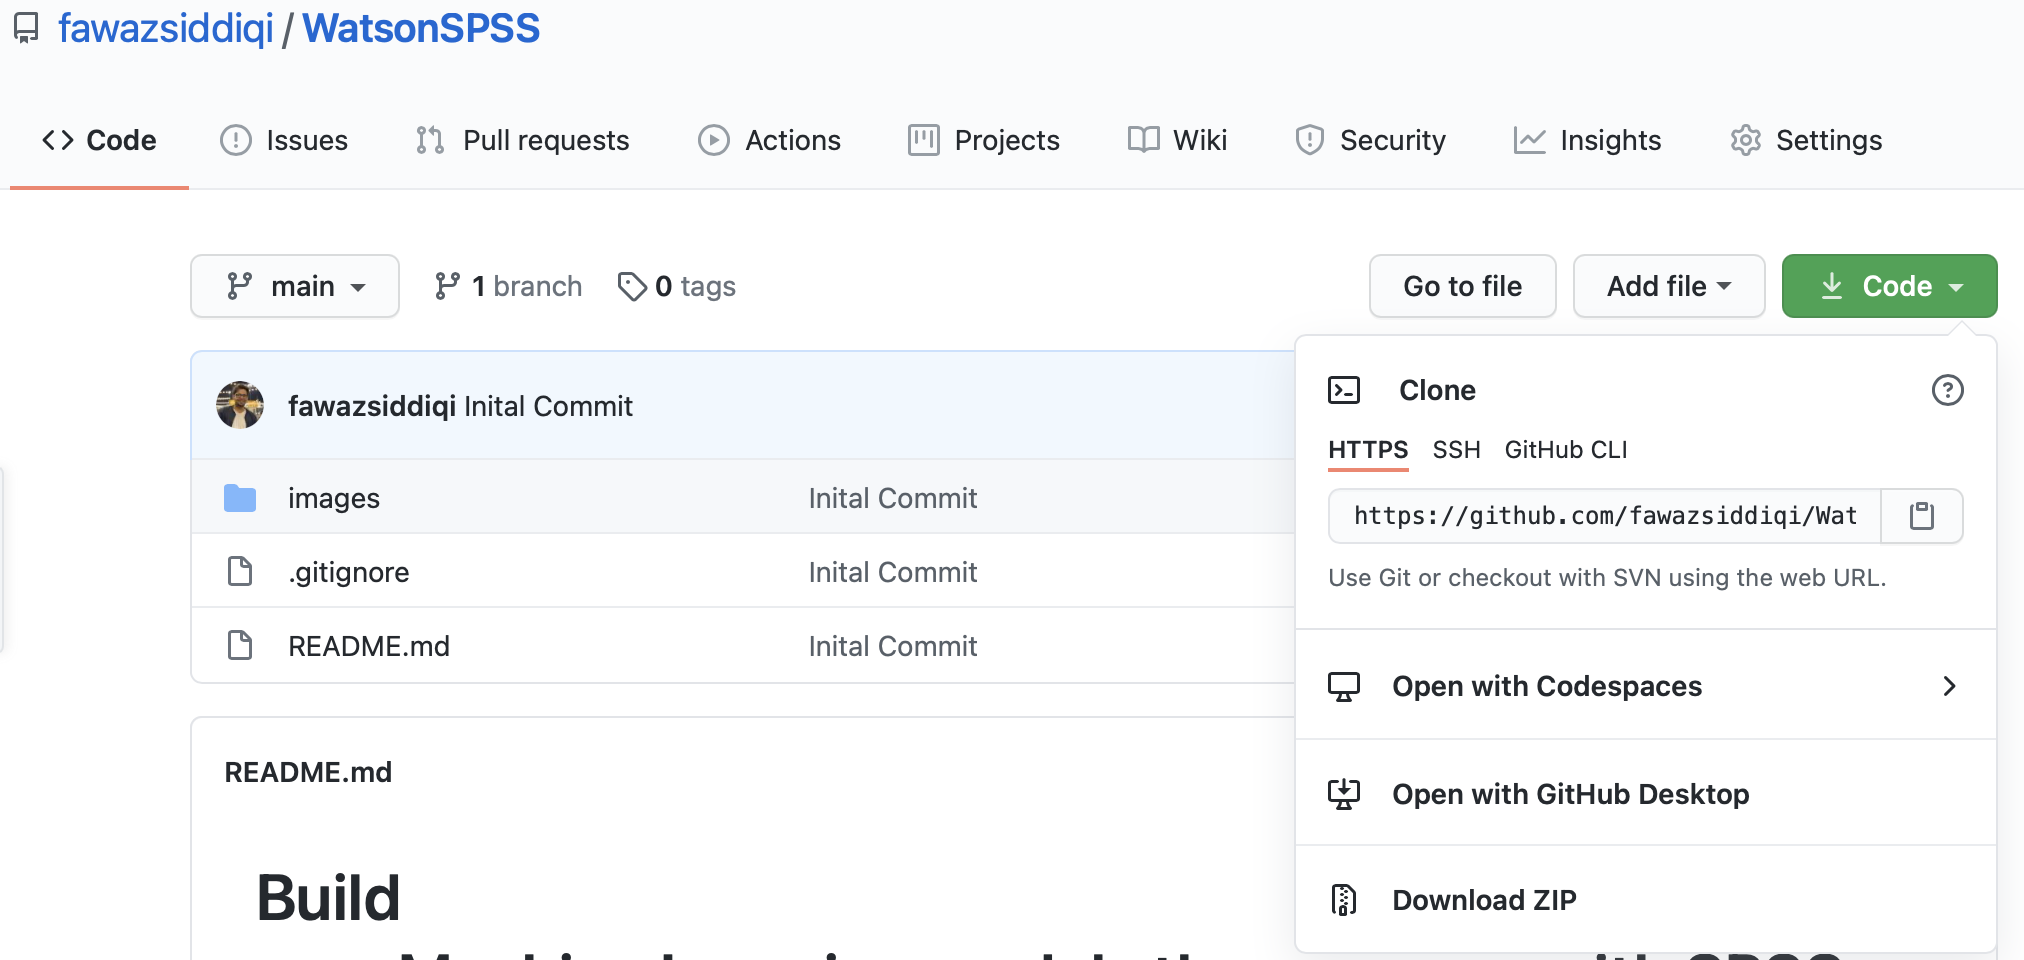 fawazsiddiqi / WatsonSPSS
Code Issues Pull requests Actions Projects Wiki Security Insights Settings
main 1 branch 0 tags Go to file Add file Code
fawazsiddiqi Inital Commit
images Inital Commit
.gitignore Inital Commit
README.md Inital Commit
README.md
Build
Clone
HTTPS SSH GitHub CLI
https://github.com/fawazsiddiqi/Wat
Use Git or checkout with SVN using the web URL.
Open with Codespaces
Open with GitHub Desktop
Download ZIP